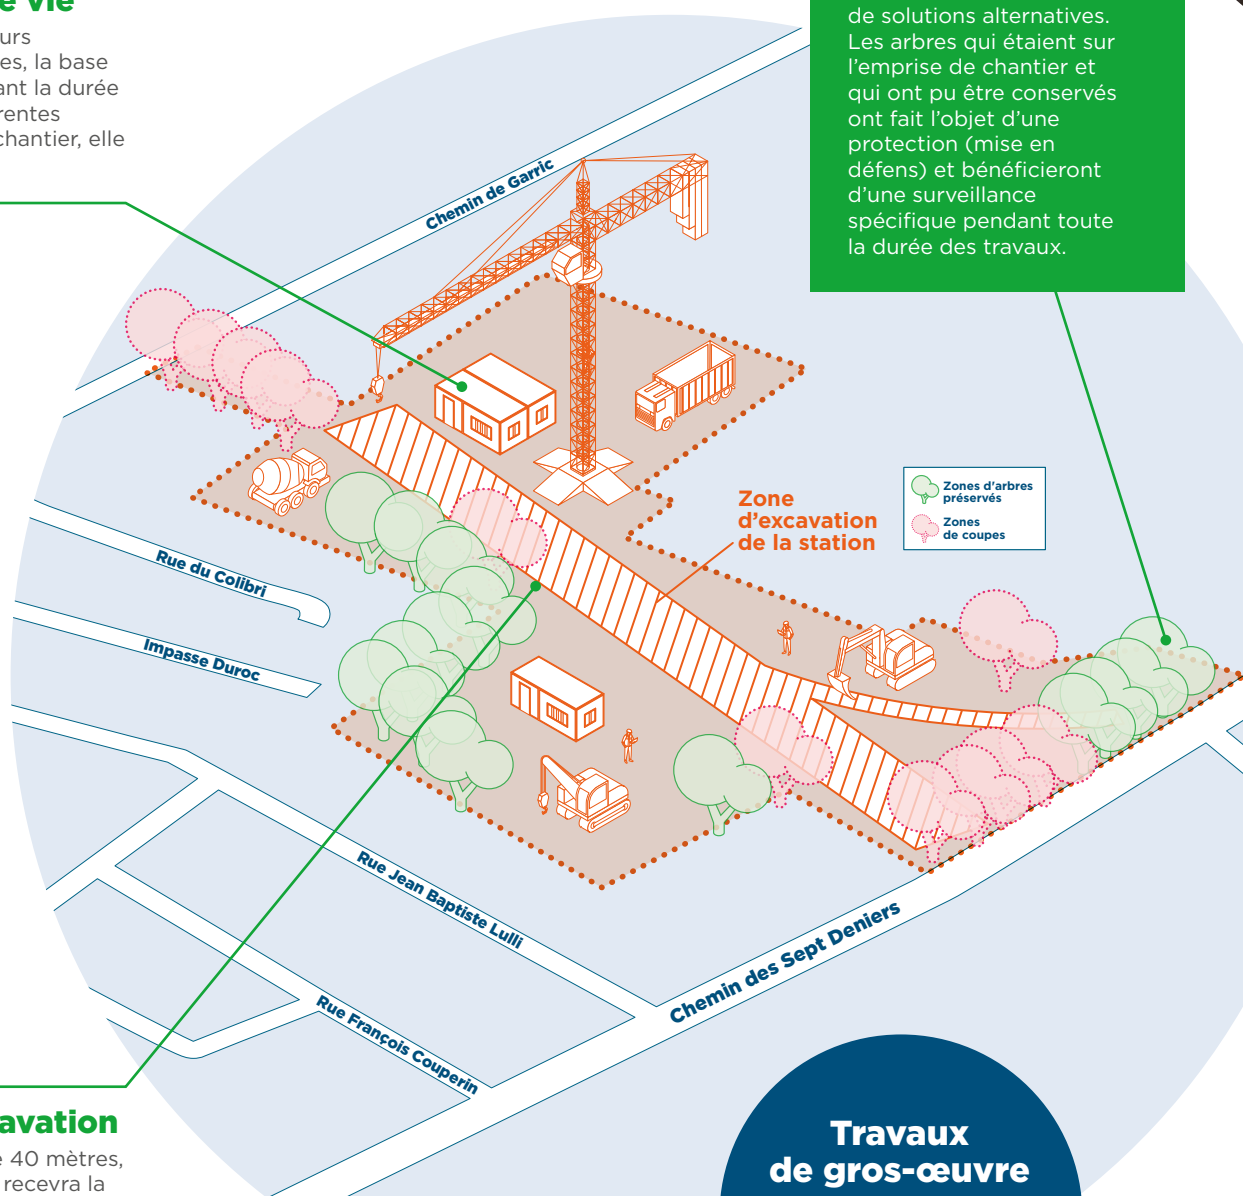 e vie
urs
es, la base
ant la durée
rentes
chantier, elle
de solutions alternatives.
Les arbres qui étaient sur
l'emprise de chantier et
qui ont pu être conservés
ont fait l'objet d'une
protection (mise en
défens) et bénéficieront
d'une surveillance
spécifique pendant toute
la durée des travaux.
Chemin de Garric
Zones d'arbres
préservés
Zones
de coupes
Zone
d'excavation
de la station
Rue du Colibri
Impasse Duroc
Rue Jean Baptiste Lulli
Rue François Couperin
Chemin des Sept Deniers
avation
e 40 mètres,
recevra la
Travaux
de gros-œuvre